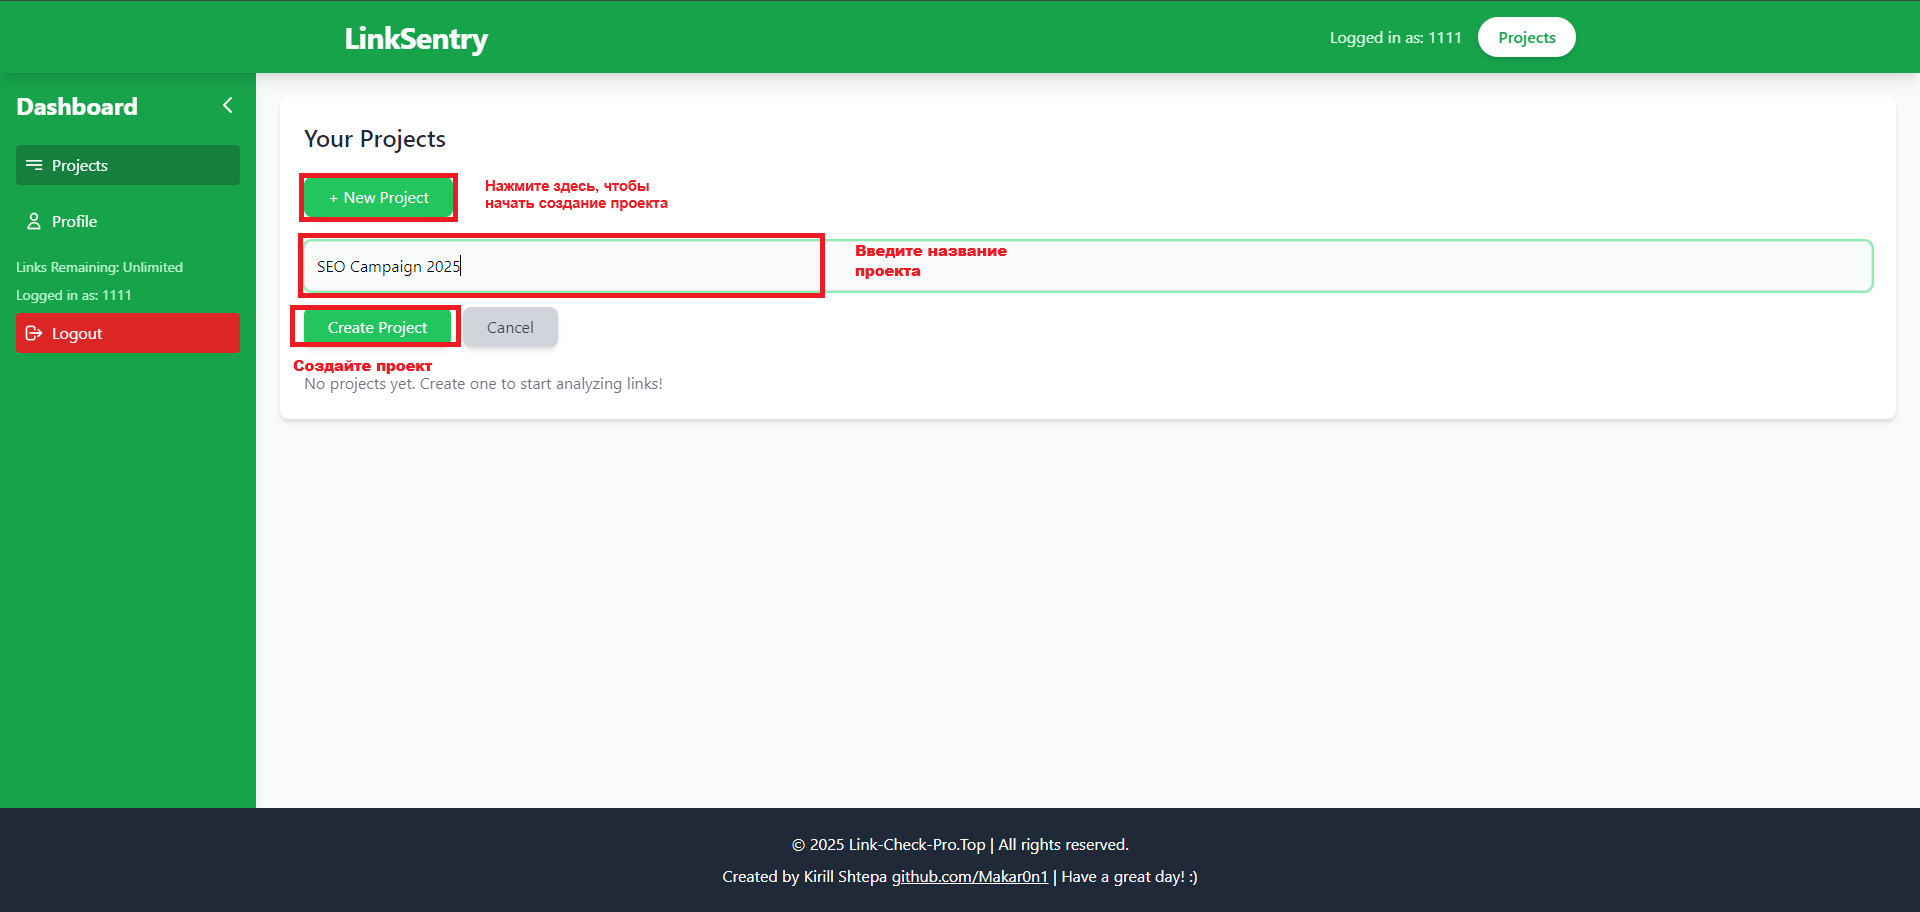 LinkSentry
Logged in as: 1111
Projects
Dashboard
Projects
Profile
Links Remaining: Unlimited
Logged in as: 1111
Logout
Your Projects
+ New Project
Нажмите здесь, чтобы
начать создание проекта
SEO Campaign 2025
Введите название
проекта
Create Project
Cancel
Создайте проект
No projects yet. Create one to start analyzing links!
© 2025 Link-Check-Pro.Top | All rights reserved.
Created by Kirill Shtepa github.com/Makar0n1 | Have a great day! :)